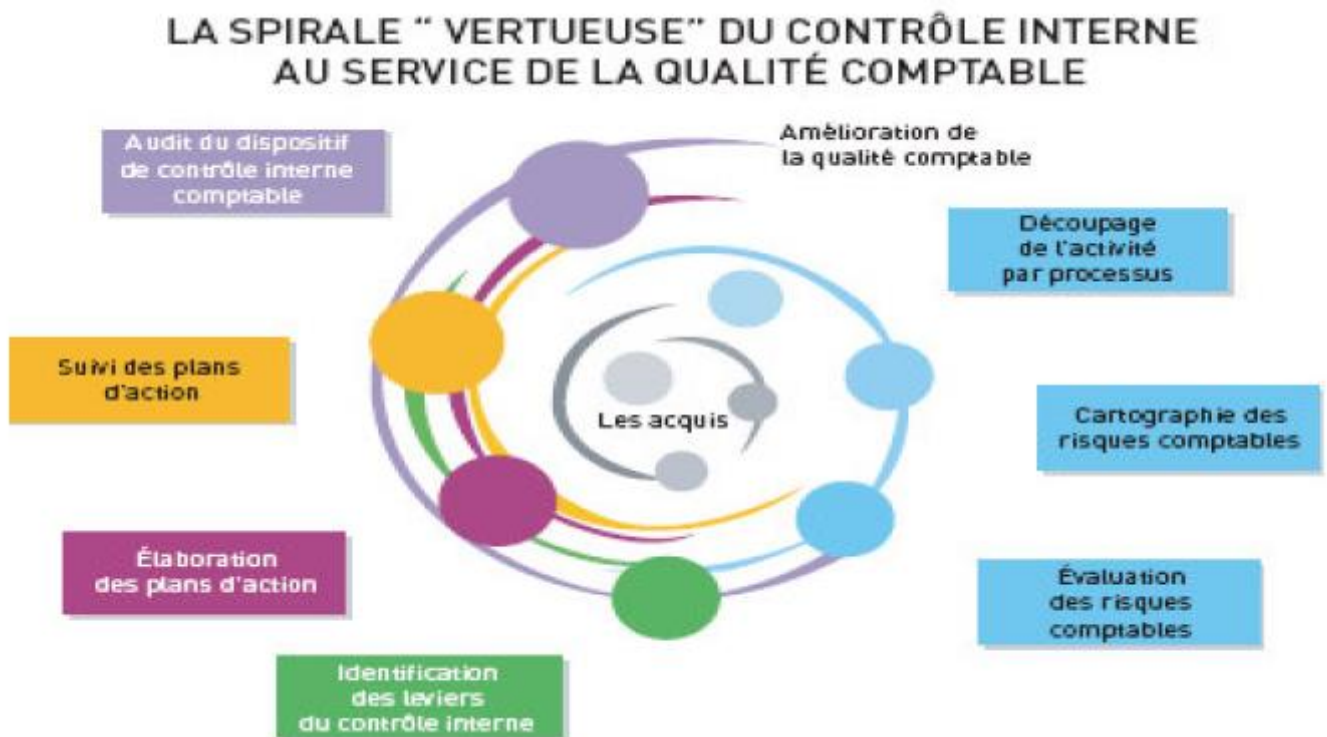 LA SPIRALE “ VERTUEUSE” DU CONTRÔLE INTERNE
AU SERVICE DE LA QUALITÉ COMPTABLE
Audit du dispositif
de contrôle interne
comptable
Amélioration de
la qualité comptable
Découpage
de l'activité
par processus
Suivi des plans
d'action
Les acquis
Cartographie des
risques comptables
Élaboration
des plans d'action
Évaluation
des risques
comptables
Identification
des leviers
du contrôle interne